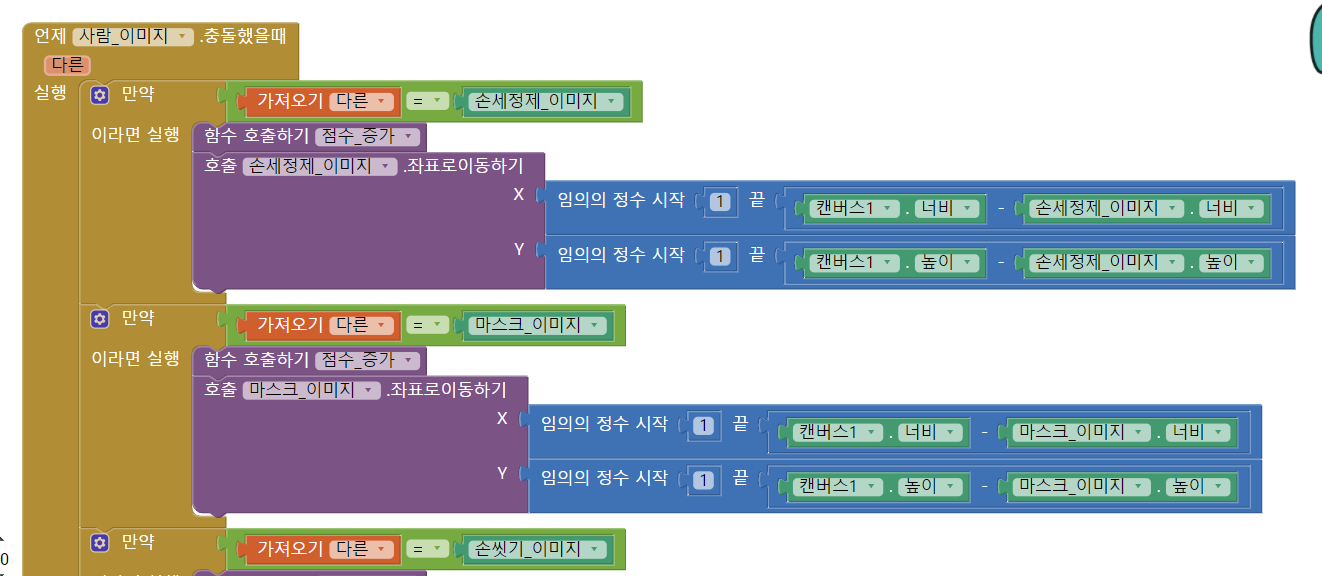 언제 사람_이미지 .충돌했을때
다른
실행 만약 가져오기 다른 = 손세정제_이미지
이라면 실행 함수 호출하기 점수_증가
호출 손세정제_이미지 .좌표로이동하기
X 임의의 정수 시작 1 끝 캔버스1 . 너비 - 손세정제_이미지 . 너비
Y 임의의 정수 시작 1 끝 캔버스1 . 높이 - 손세정제_이미지 . 높이
만약 가져오기 다른 = 마스크_이미지
이라면 실행 함수 호출하기 점수_증가
호출 마스크_이미지 .좌표로이동하기
X 임의의 정수 시작 1 끝 캔버스1 . 너비 - 마스크_이미지 . 너비
Y 임의의 정수 시작 1 끝 캔버스1 . 높이 - 마스크_이미지 . 높이
만약 가져오기 다른 = 손씻기_이미지
0